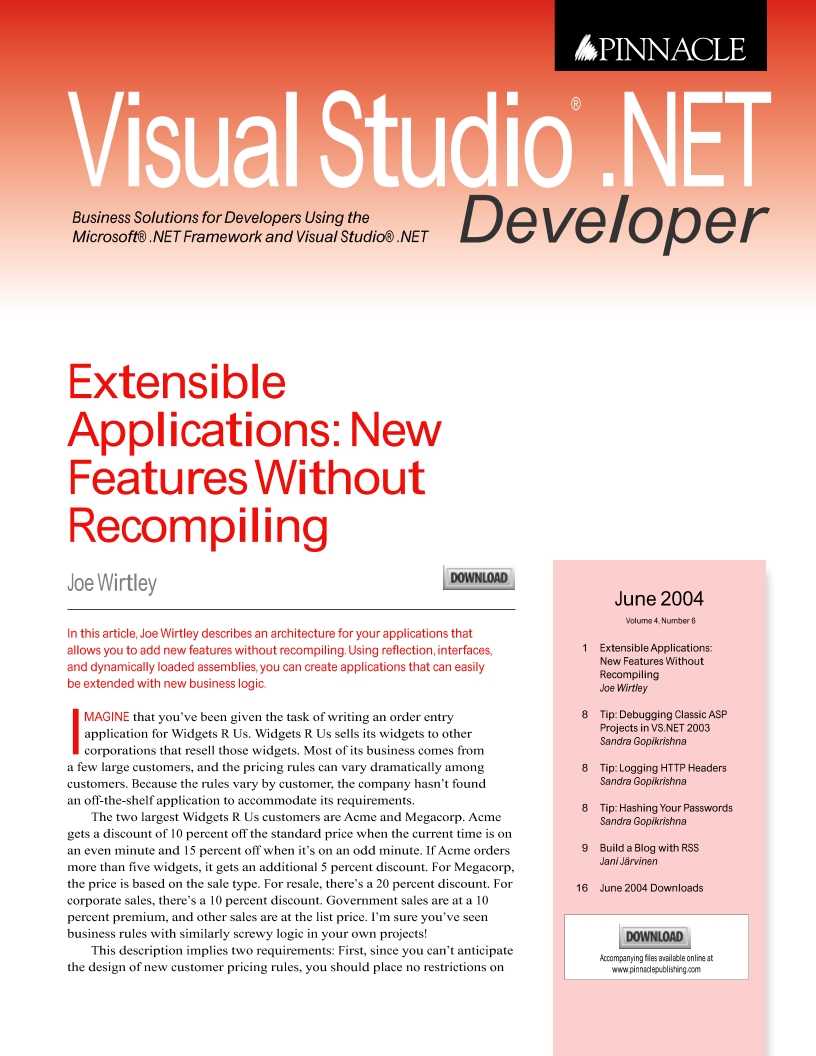 PINNACLE
Visual Studio® .NET
Developer
Business Solutions for Developers Using the
Microsoft® .NET Framework and Visual Studio® .NET
Extensible
Applications: New
Features Without
Recompiling
Joe Wirtley
DOWNLOAD
In this article, Joe Wirtley describes an architecture for your applications that
allows you to add new features without recompiling. Using reflection, interfaces,
and dynamically loaded assemblies, you can create applications that can easily
be extended with new business logic.
IMAGINE that you've been given the task of writing an order entry
application for Widgets R Us. Widgets R Us sells its widgets to other
corporations that resell those widgets. Most of its business comes from
a few large customers, and the pricing rules can vary dramatically among
customers. Because the rules vary by customer, the company hasn't found
an off-the-shelf application to accommodate its requirements.
The two largest Widgets R Us customers are Acme and Megacorp. Acme
gets a discount of 10 percent off the standard price when the current time is on
an even minute and 15 percent off when it's on an odd minute. If Acme orders
more than five widgets, it gets an additional 5 percent discount. For Megacorp,
the price is based on the sale type. For resale, there's a 20 percent discount. For
corporate sales, there's a 10 percent discount. Government sales are at a 10
percent premium, and other sales are at the list price. I'm sure you've seen
business rules with similarly screwy logic in your own projects!
This description implies two requirements: First, since you can't anticipate
the design of new customer pricing rules, you should place no restrictions on
June 2004
Volume 4, Number 6
1 Extensible Applications:
New Features Without
Recompiling
Joe Wirtley
8 Tip: Debugging Classic ASP
Projects in VS.NET 2003
Sandra Gopikrishna
8 Tip: Logging HTTP Headers
Sandra Gopikrishna
8 Tip: Hashing Your Passwords
Sandra Gopikrishna
9 Build a Blog with RSS
Jani Järvinen
16 June 2004 Downloads
DOWNLOAD
Accompanying files available online at
www.pinnaclepublishing.com